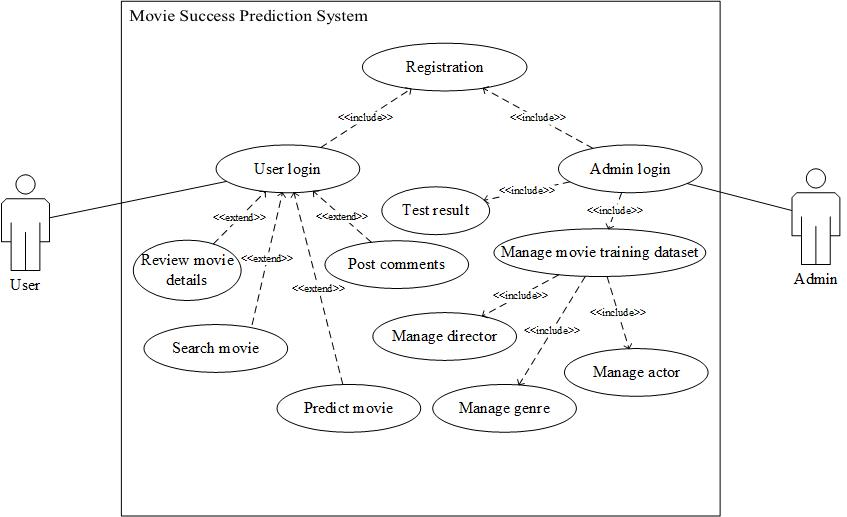 Movie Success Prediction System
Registration
<<include>>
<<include>>
User login
Admin login
<<include>>
Test result
<<include>>
<<extend>>
<<extend>>
Review movie
details
<<extend>>
Post comments
Manage movie training dataset
User
Admin
<<extend>>
<<include>>
<<include>>
<<include>>
Manage director
Search movie
Manage actor
Predict movie
Manage genre